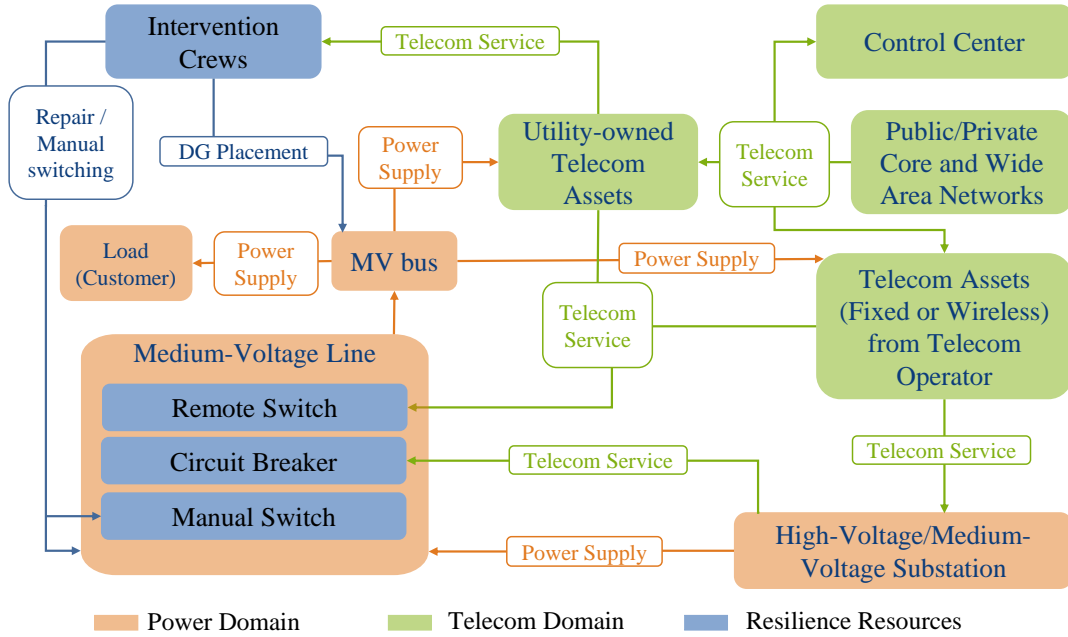 Intervention
Crews
Telecom Service
Control Center
Repair /
Manual
switching
DG Placement
Power
Supply
Utility-owned
Telecom
Assets
Telecom
Service
Public/Private
Core and Wide
Area Networks
Load
(Customer)
Power
Supply
MV bus
Power Supply
Telecom Assets
(Fixed or Wireless)
from Telecom
Operator
Telecom
Service
Medium-Voltage Line
Remote Switch
Circuit Breaker
Manual Switch
Telecom Service
Telecom Service
Power Supply
High-Voltage/Medium-
Voltage Substation
Power Domain
Telecom Domain
Resilience Resources